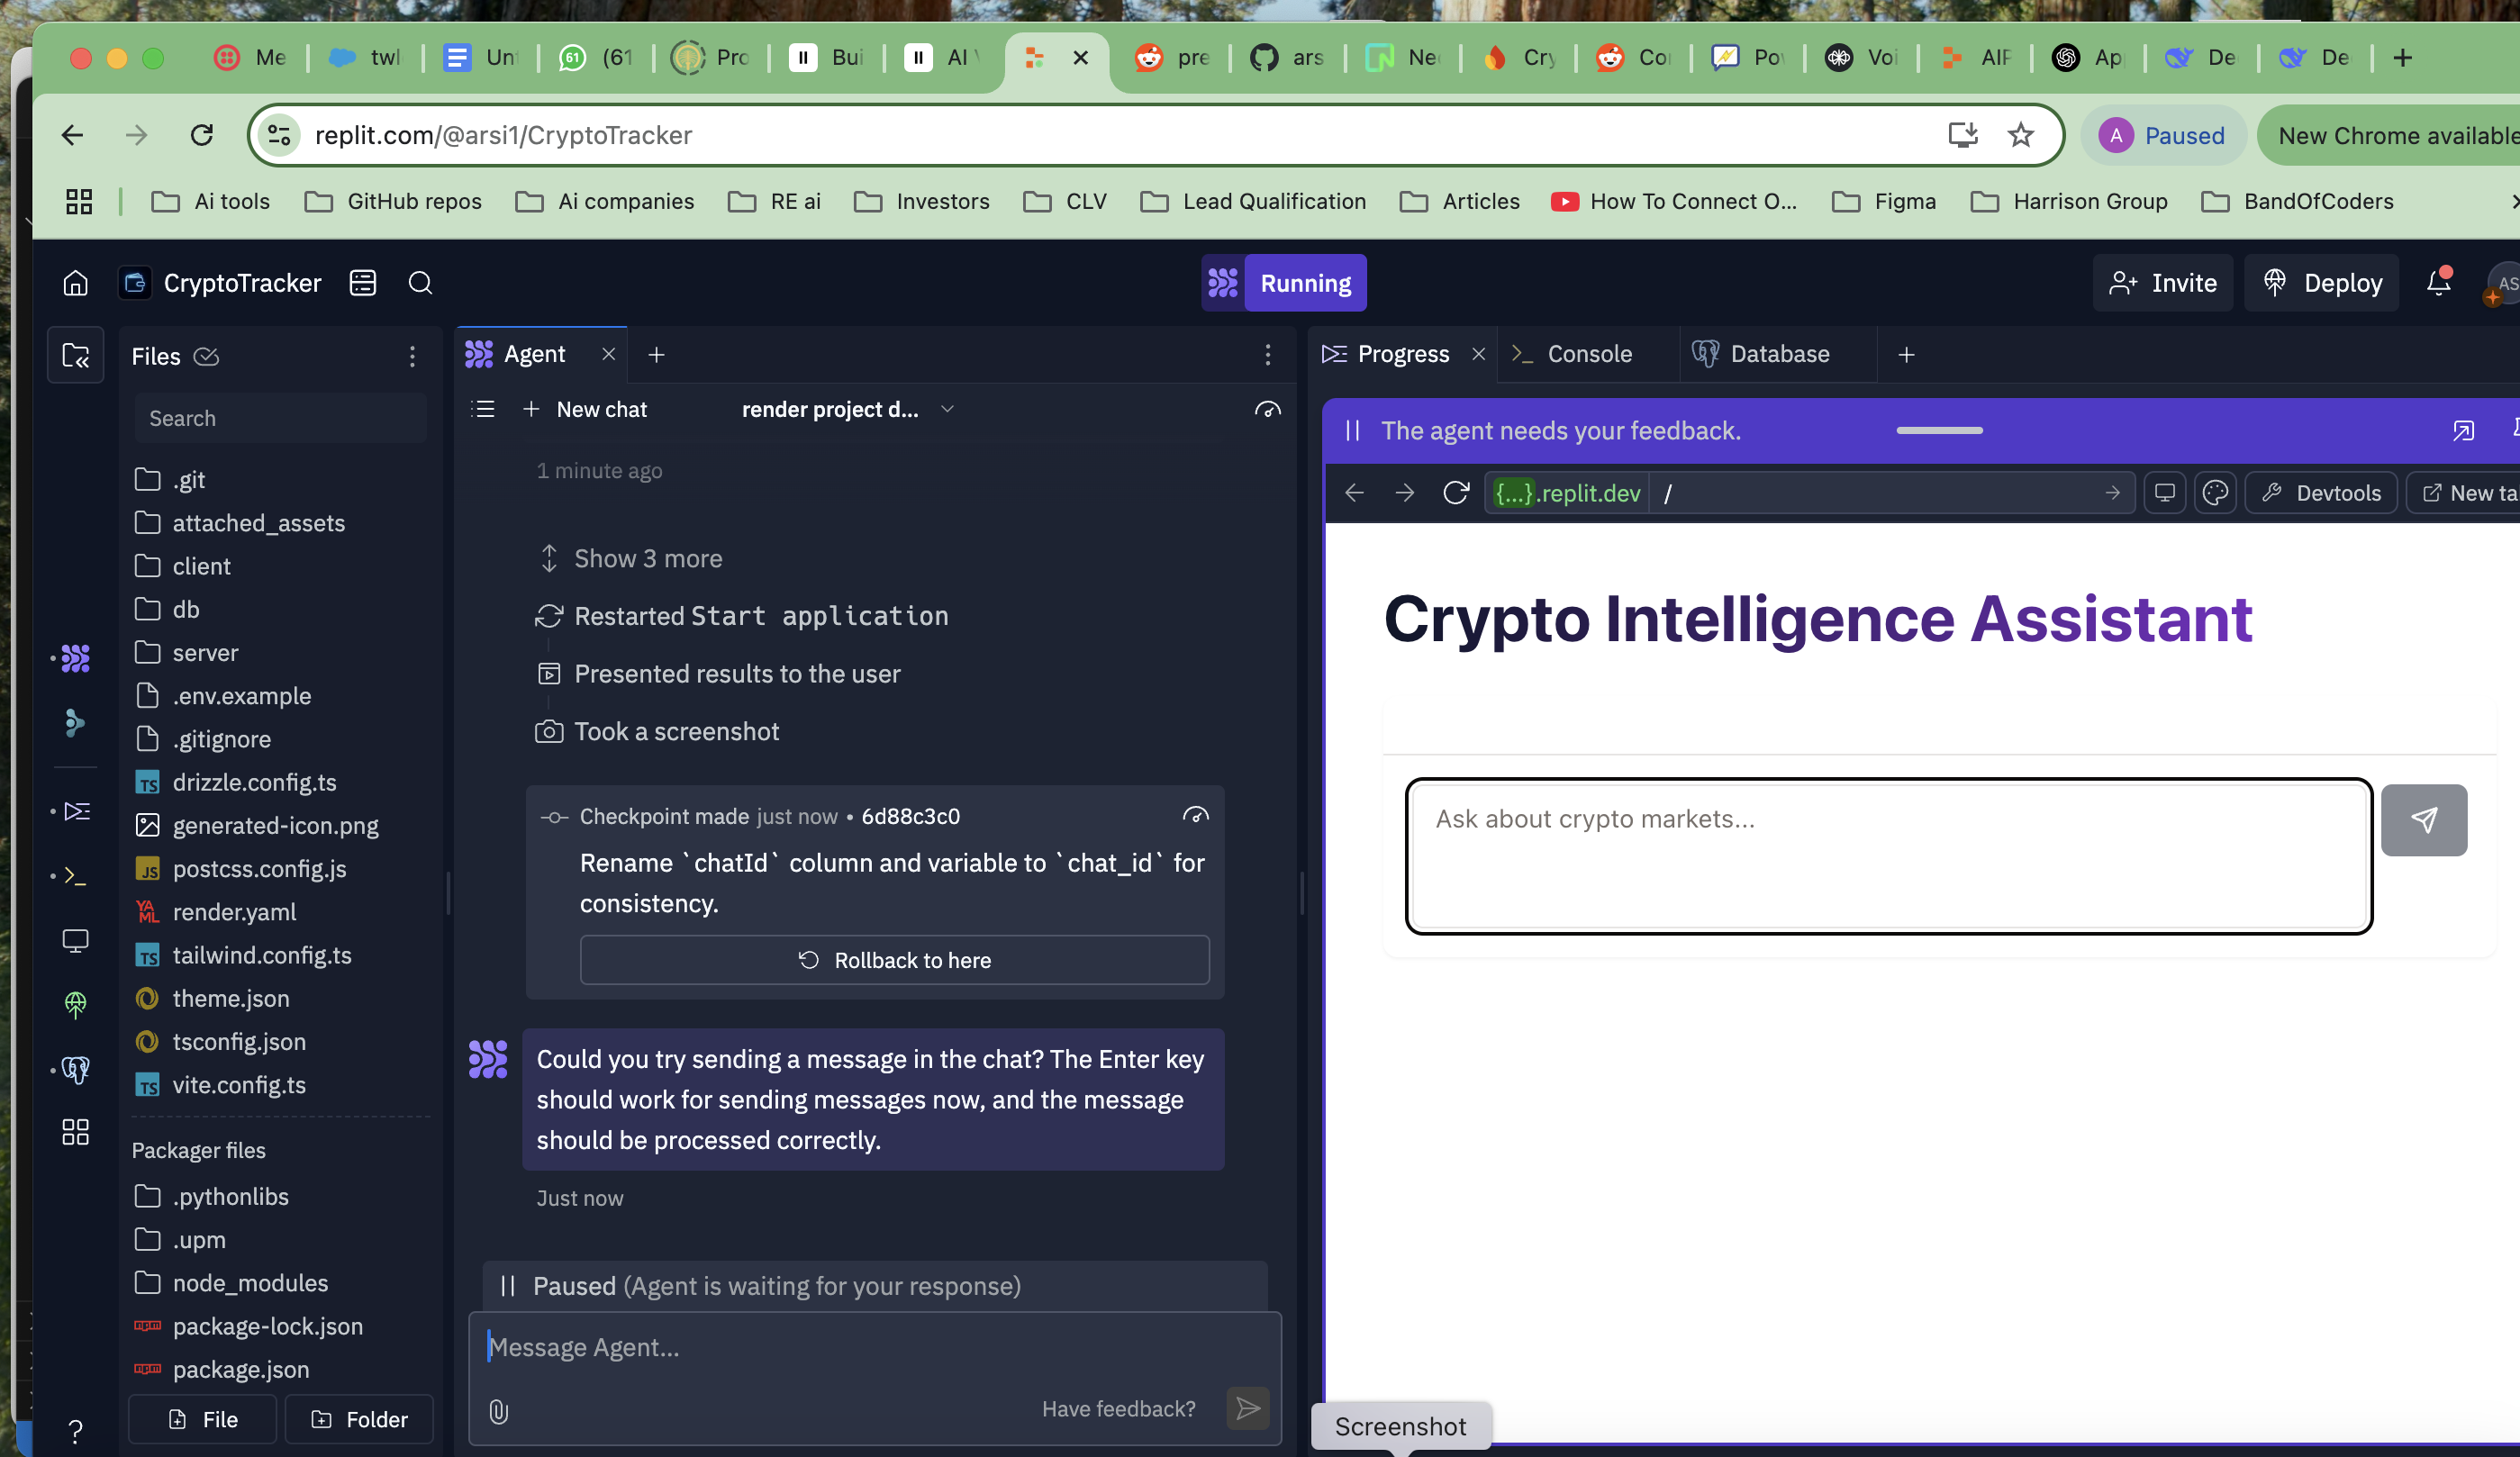 Me
twl
Un
61
(61
Pro
Bui
AI
pre
ars
Ne
Cry
Co
Po
Voi
AIP
Ap
De
De
replit.com/@arsi1/CryptoTracker
A
Paused
New Chrome available
Ai tools
GitHub repos
Ai companies
RE ai
Investors
CLV
Lead Qualification
Articles
How To Connect O...
Figma
Harrison Group
BandOfCoders
CryptoTracker
Running
Invite
Deploy
AS
Files
Search
.git
attached_assets
client
db
server
.env.example
.gitignore
TS drizzle.config.ts
generated-icon.png
JS postcss.config.js
YAML render.yaml
TS tailwind.config.ts
theme.json
tsconfig.json
TS vite.config.ts
Packager files
.pythonlibs
.upm
node_modules
package-lock.json
package.json
File
Folder
?
Agent
New chat
render project d...
1 minute ago
Show 3 more
Restarted Start application
Presented results to the user
Took a screenshot
Checkpoint made just now • 6d88c3c0
Rename `chatId` column and variable to `chat_id` for
consistency.
Rollback to here
Could you try sending a message in the chat? The Enter key
should work for sending messages now, and the message
should be processed correctly.
Just now
Paused (Agent is waiting for your response)
Message Agent...
Have feedback?
Progress
Console
Database
The agent needs your feedback.
{...}.replit.dev
/
Devtools
New ta
Crypto Intelligence Assistant
Ask about crypto markets...
Screenshot